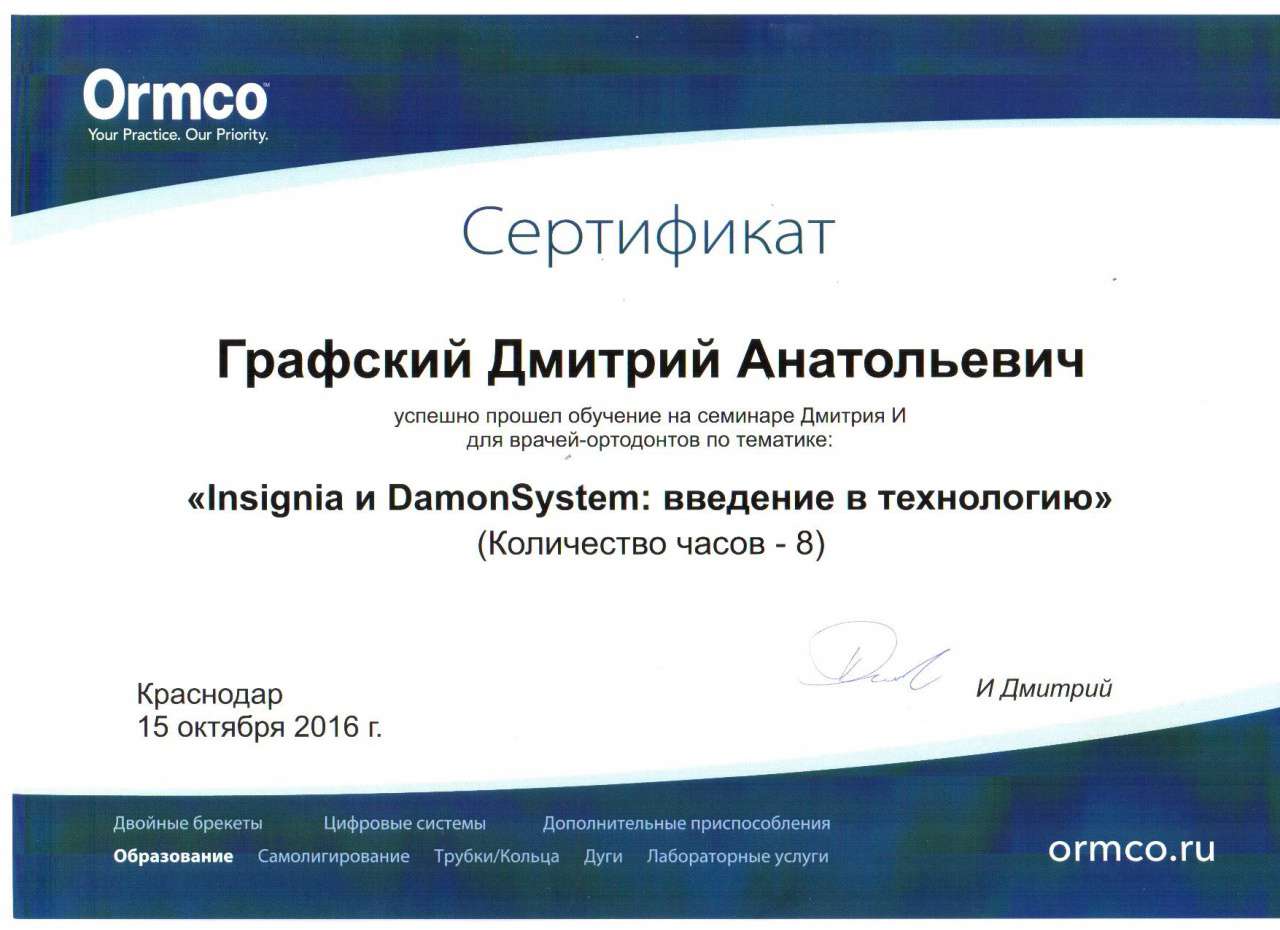 Ormco
Your Practice. Our Priority.
Сертификат
Графский Дмитрий Анатольевич
успешно прошел обучение на семинаре Дмитрия И
для врачей-ортодонтов по тематике:
«Insignia и DamonSystem: введение в технологию»
(Количество часов - 8)
И Дмитрий
Краснодар
15 октября 2016 г.
Двойные брекеты Цифровые системы Дополнительные приспособления
Образование Самолигирование Трубки/Кольца Дуги Лабораторные услуги
ormco.ru